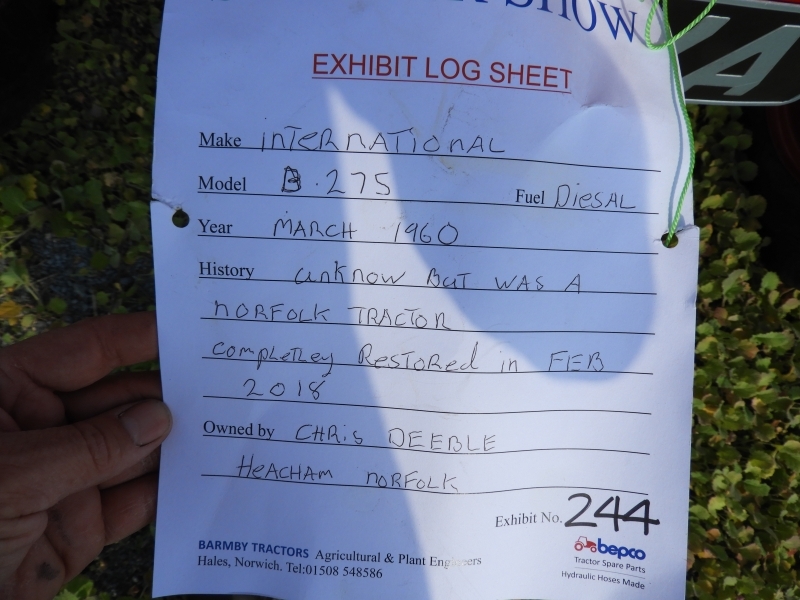 SHOW
EXHIBIT LOG SHEET
Make INTERNATIONAL
Model B.275 Fuel DIESAL
Year MARCH 1960
History unknow BUT WAS A
NORFOLK TRACTOR
COMPLETLEY RESTORED in FEB
2018
Owned by CHRIS DEEBLE
HEACHAM NORFOLK
Exhibit No. 244
BARMBY TRACTORS Agricultural & Plant Engineers
Hales, Norwich. Tel:01508 548586
bepco
Tractor Spare Parts
Hydraulic Hoses Made